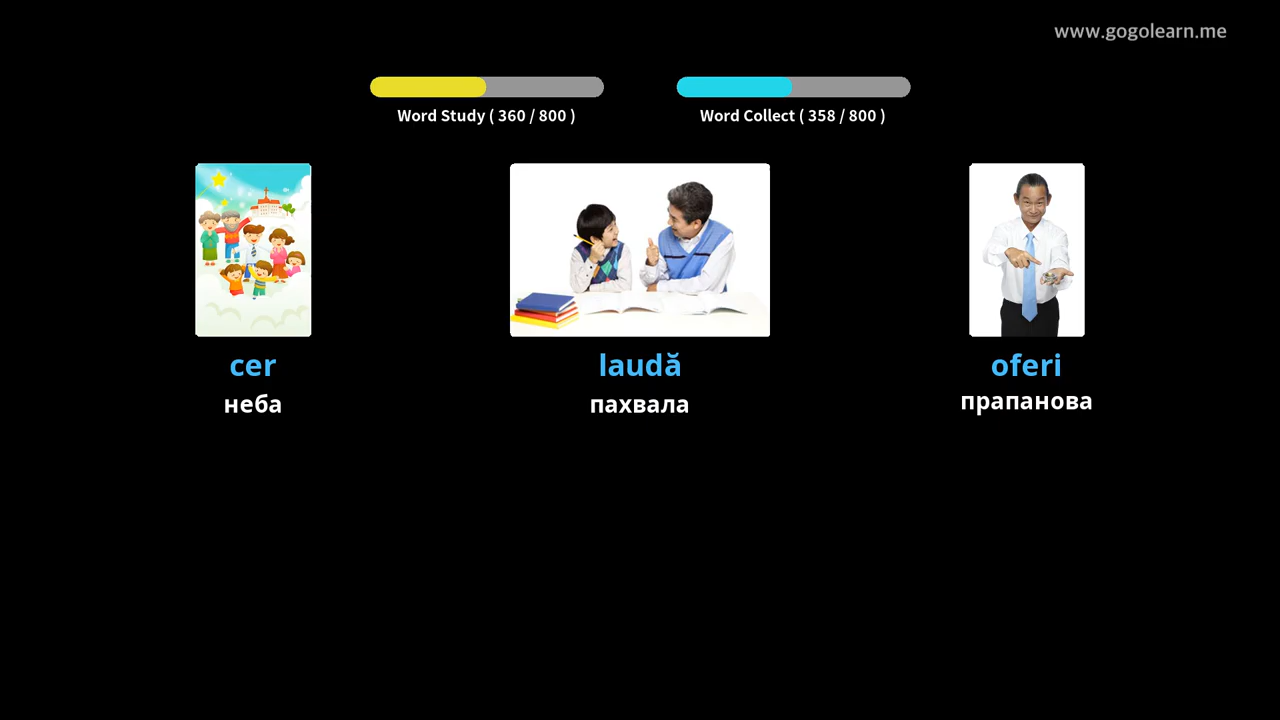 www.gogolearn.me
Word Study ( 360 / 800 )
Word Collect ( 358 / 800 )
cer
laudă
oferi
неба
пахвала
прапанова